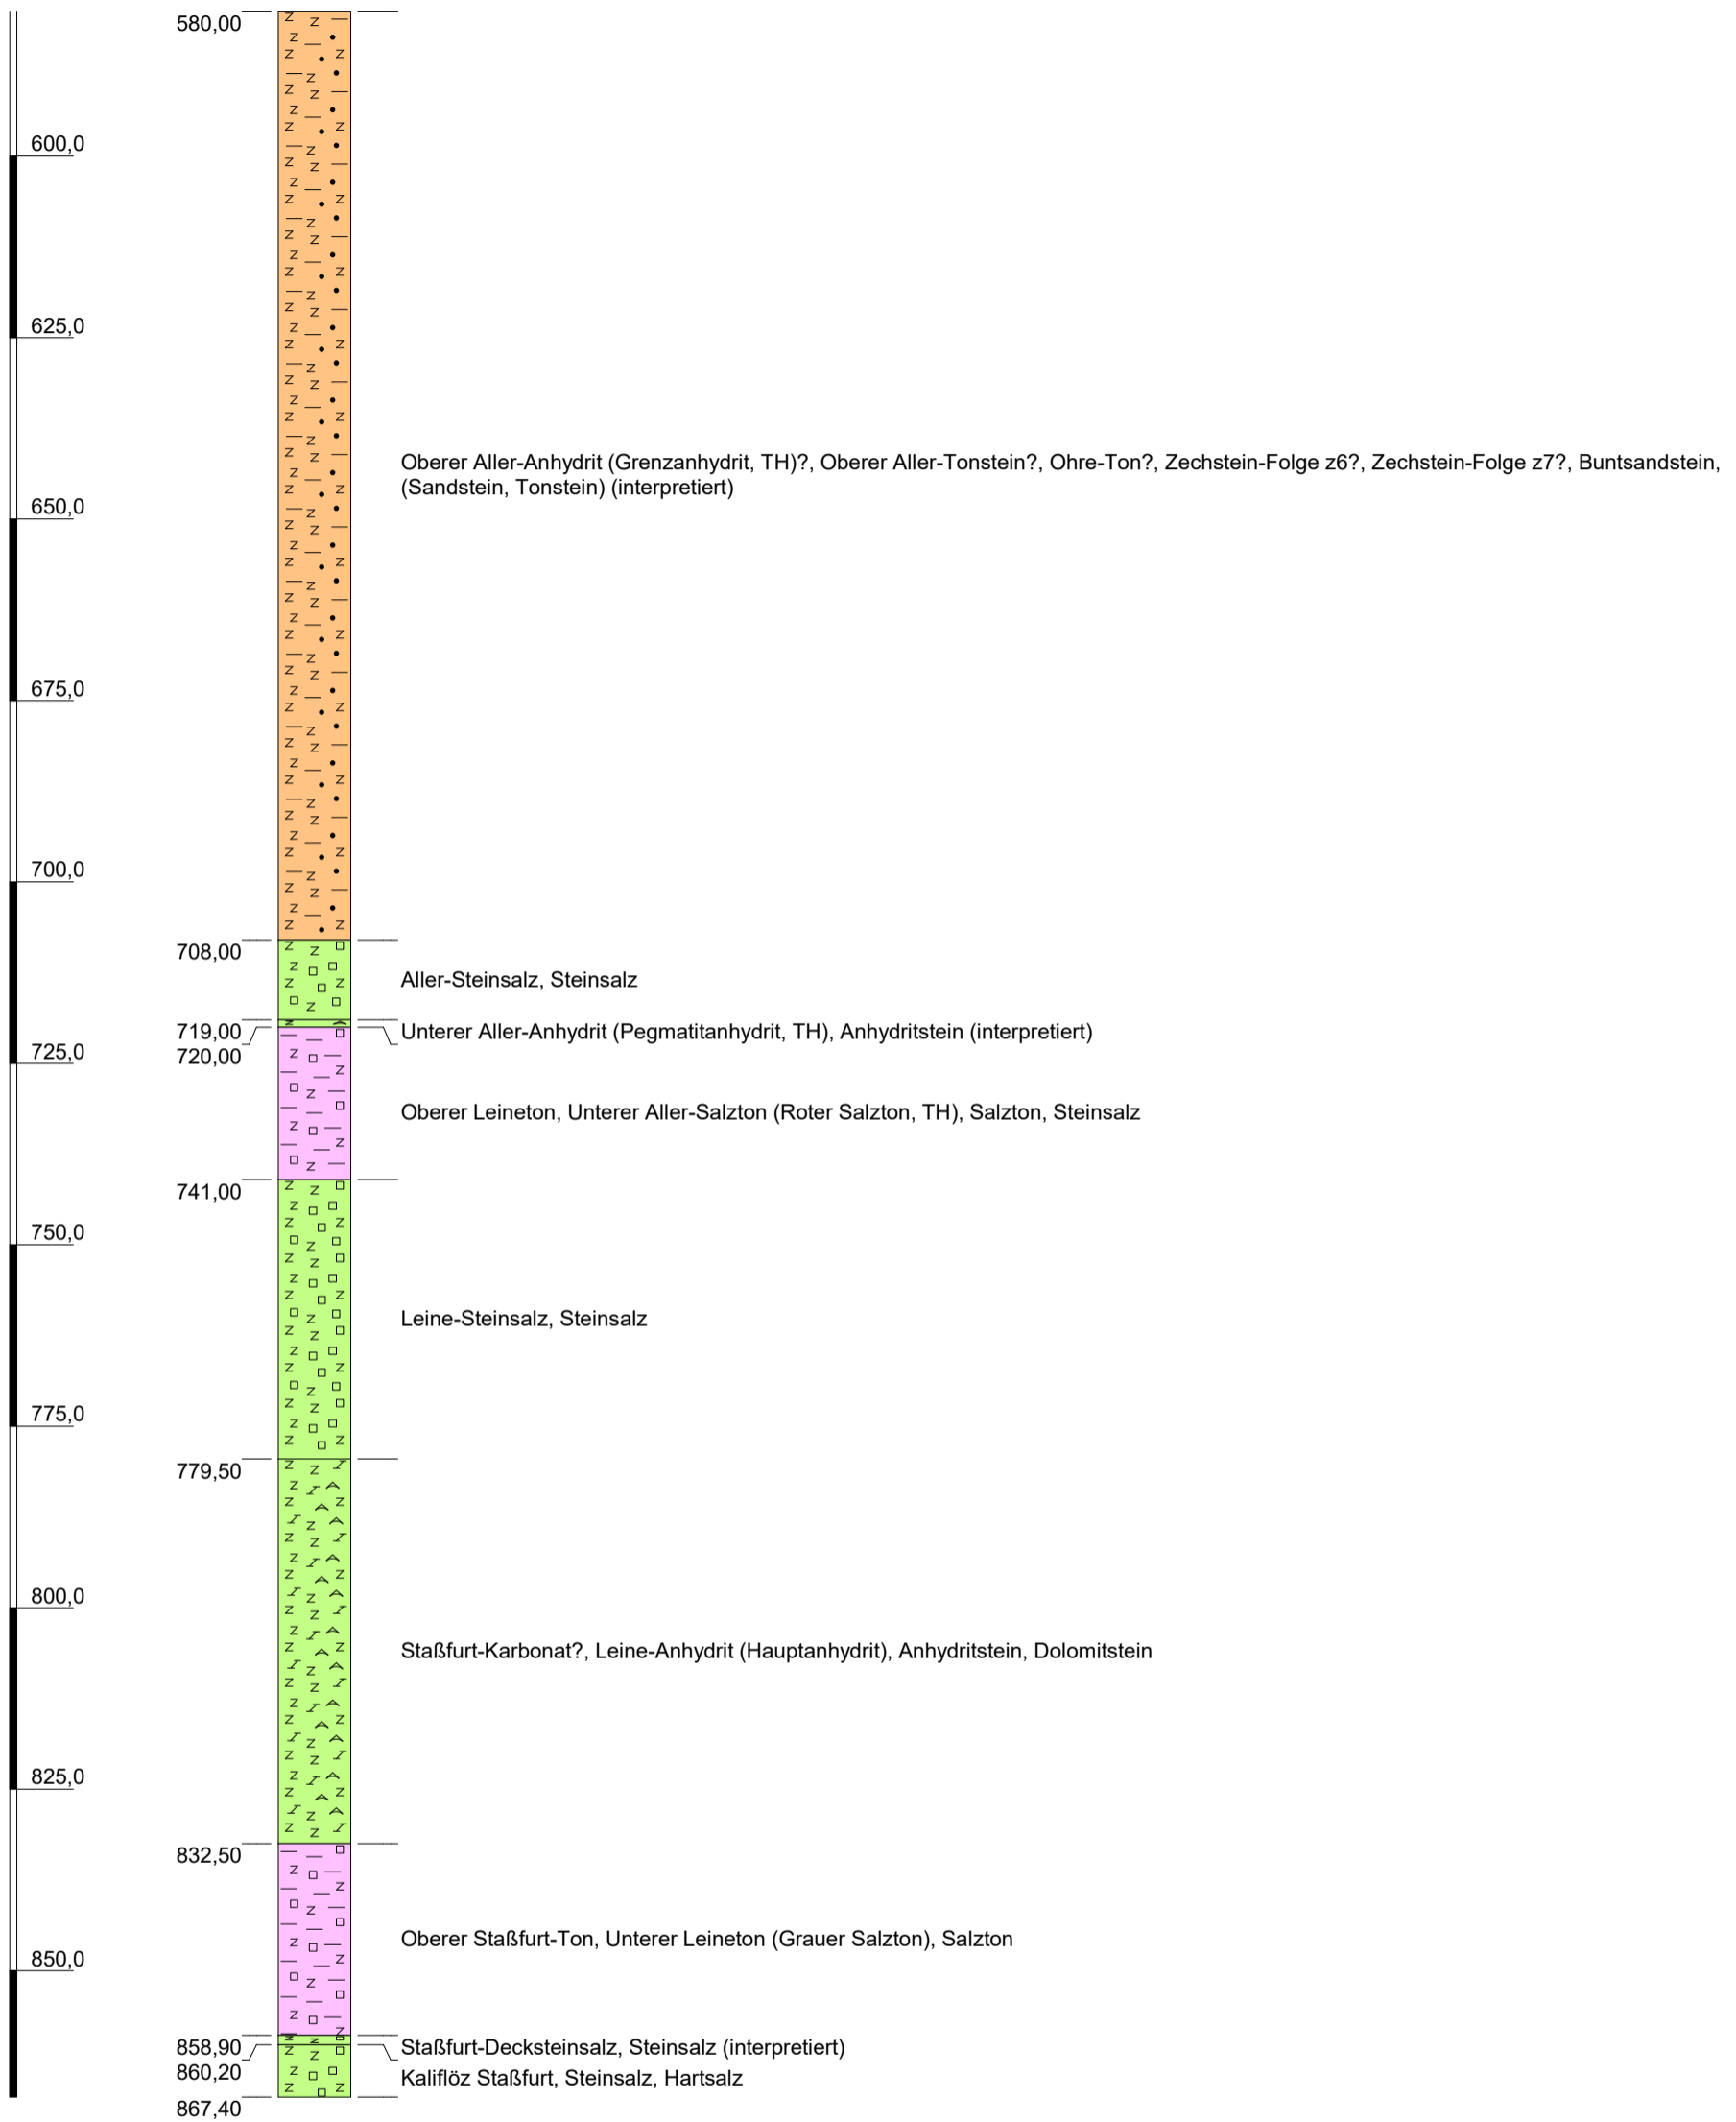 580,00
600,0
625,0
Oberer Aller-Anhydrit (Grenzanhydrit, TH)?, Oberer Aller-Tonstein?, Ohre-Ton?, Zechstein-Folge z6?, Zechstein-Folge z7?, Buntsandstein,
(Sandstein, Tonstein) (interpretiert)
650,0
675,0
700,0
708,00
Aller-Steinsalz, Steinsalz
719,00
Unterer Aller-Anhydrit (Pegmatitanhydrit, TH), Anhydritstein (interpretiert)
725,0
720,00
Oberer Leineton, Unterer Aller-Salzton (Roter Salzton, TH), Salzton, Steinsalz
741,00
750,0
Leine-Steinsalz, Steinsalz
775,0
779,50
800,0
Staßfurt-Karbonat?, Leine-Anhydrit (Hauptanhydrit), Anhydritstein, Dolomitstein
825,0
832,50
Oberer Staßfurt-Ton, Unterer Leineton (Grauer Salzton), Salzton
850,0
858,90
Staßfurt-Decksteinsalz, Steinsalz (interpretiert)
860,20
Kaliflöz Staßfurt, Steinsalz, Hartsalz
867,40